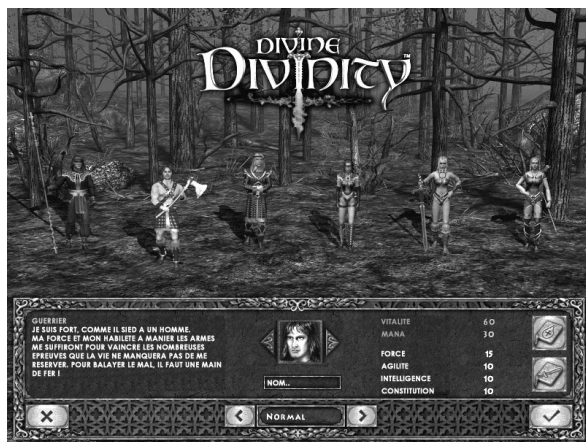 DIVINE
DIVINITY™
GUERRIER
JE SUIS FORT, COMME IL SIED A UN HOMME.
MA FORCE ET MON HABILETE A MANIER LES ARMES
ME SUFFIRONT POUR VAINCRE LES NOMBREUSES
EPREUVES QUE LA VIE NE MANQUERA PAS DE ME
RESERVER. POUR BALAYER LE MAL, IL FAUT UNE MAIN
DE FER !
NOM..
VITALITE 60
MANA 30
FORCE 15
AGILITE 10
INTELLIGENCE 10
CONSTITUTION 10
NORMAL